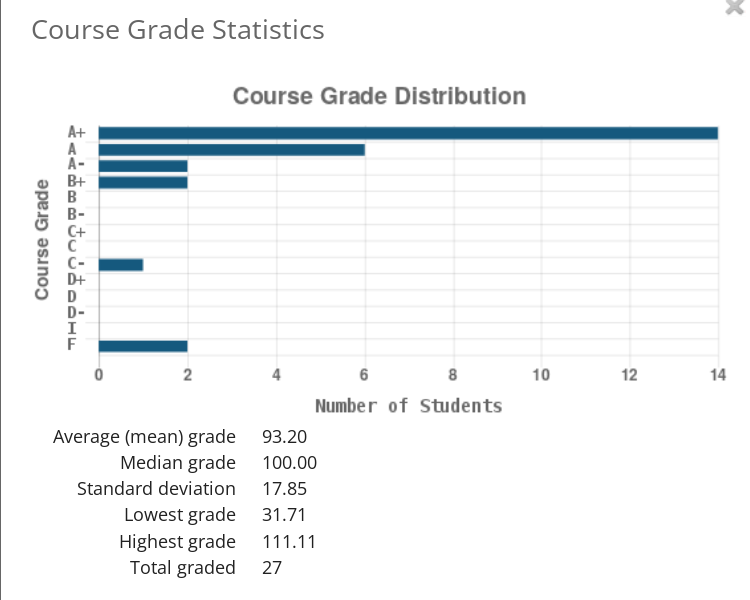 Course Grade Statistics
Course Grade Distribution
Course Grade
A+
A
A-
B+
B
B-
C+
C
C-
D+
D
D-
I
F
0 2 4 6 8 10 12 14
Number of Students
Average (mean) grade 93.20
Median grade 100.00
Standard deviation 17.85
Lowest grade 31.71
Highest grade 111.11
Total graded 27